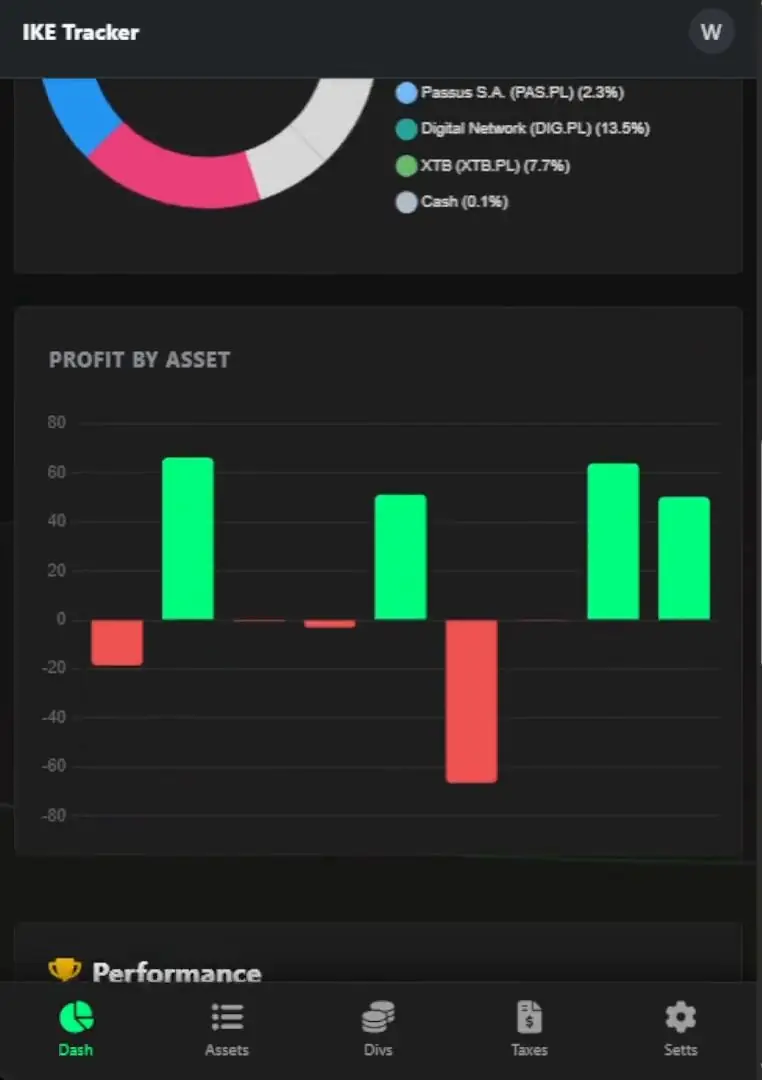 IKE Tracker
W
Passus S.A. (PAS.PL) (2.3%)
Digital Network (DIG.PL) (13.5%)
XTB (XTB.PL) (7.7%)
Cash (0.1%)
PROFIT BY ASSET
80
60
40
20
0
-20
-40
-60
-80
🏆 Performance
$
Dash
Assets
Divs
Taxes
Setts